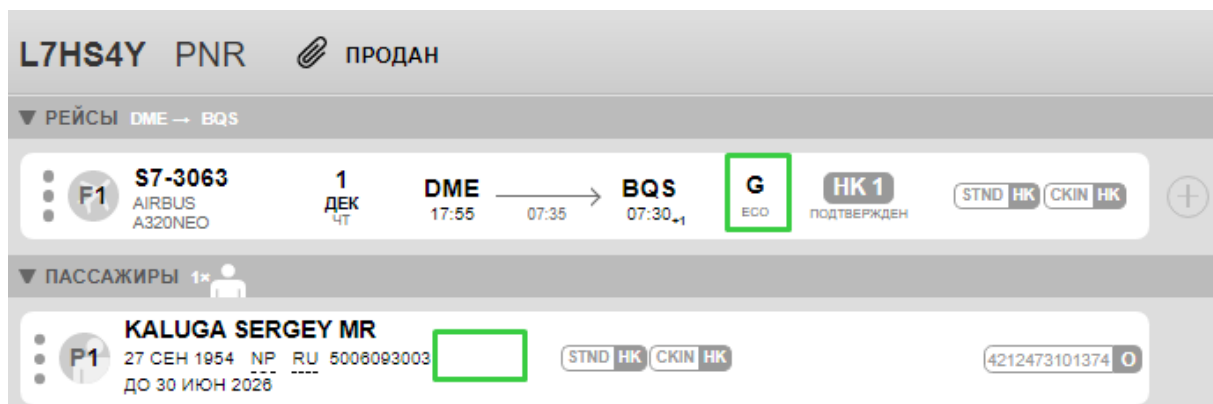 L7HS4Y PNR ПРОДАН
РЕЙСЫ DME → BQS
F1 S7-3063 AIRBUS A320NEO 1 ДЕК ЧТ DME 17:55 07:35 BQS 07:30+1 G ECO HK 1 ПОДТВЕРЖДЕН STND HK CKIN HK
ПАССАЖИРЫ 1×
KALUGA SERGEY MR
P1 27 СЕН 1954 NP RU 5006093003 STND HK CKIN HK 4212473101374 O
ДО 30 ИЮН 2026